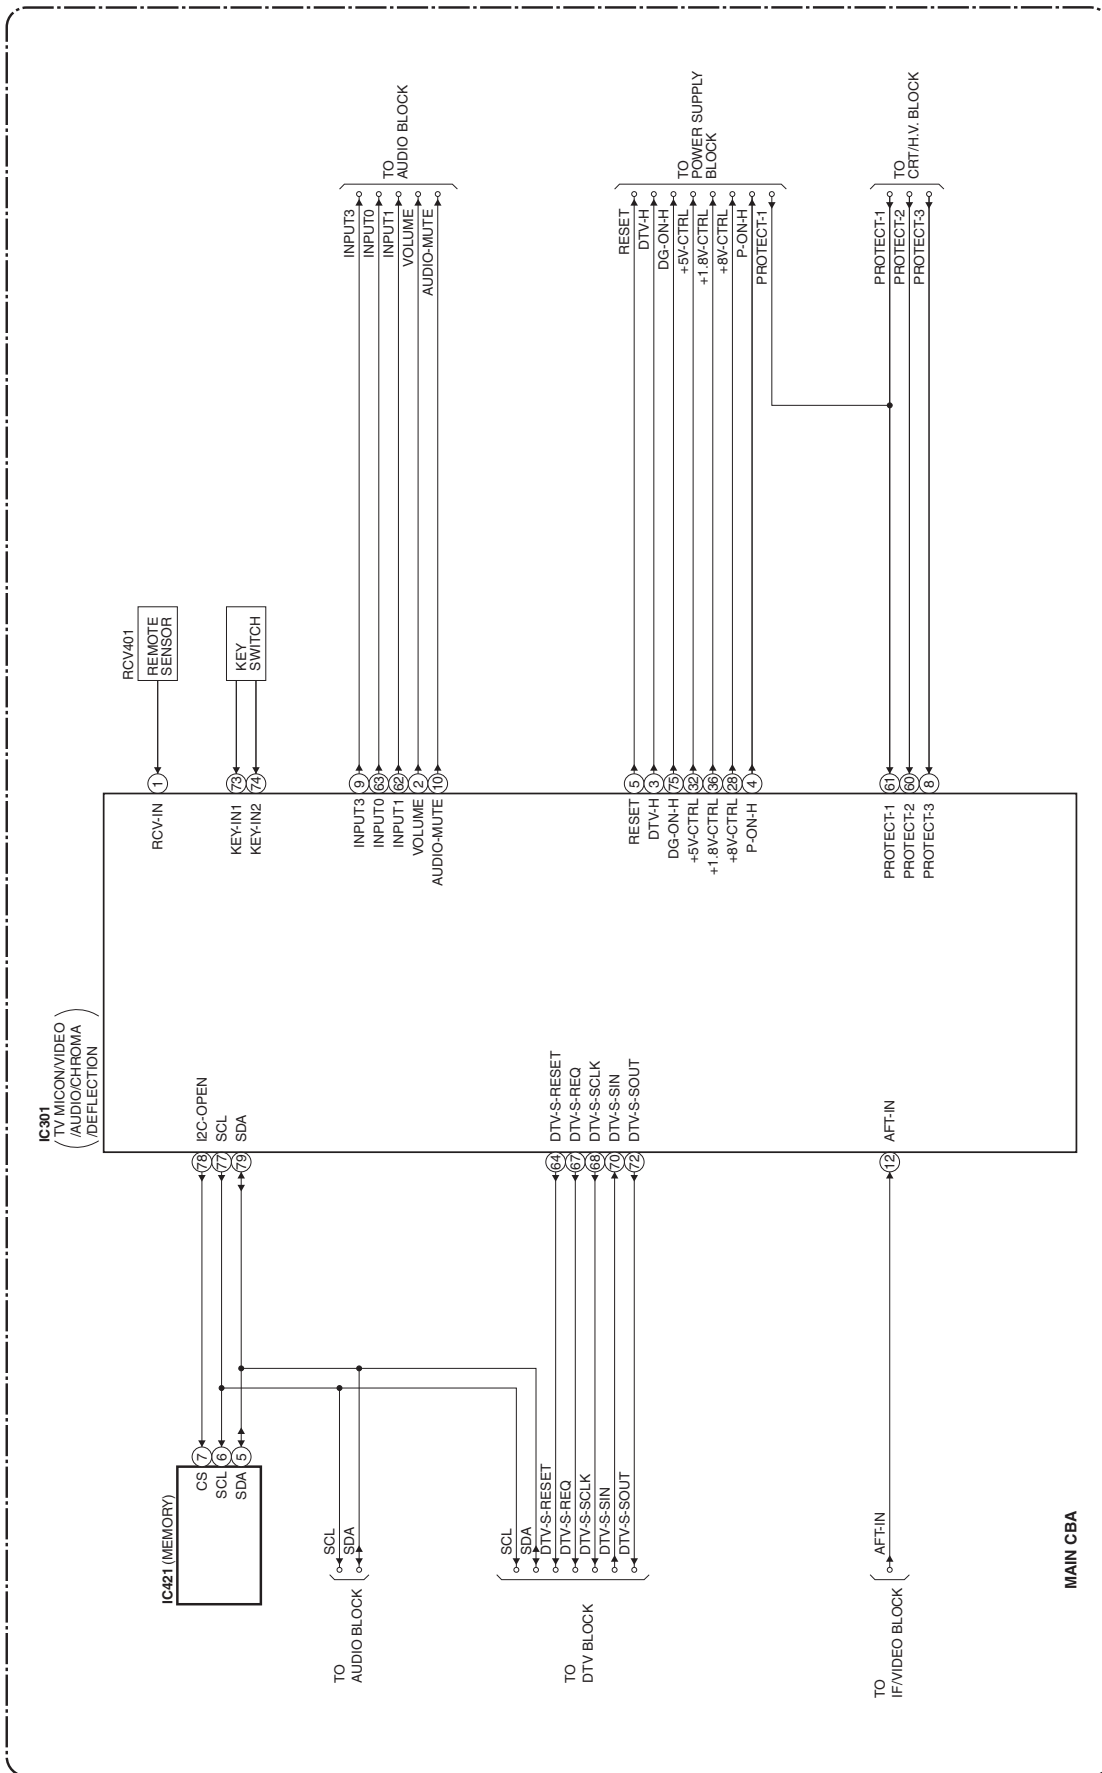 IC301
TV MICON/VIDEO
/AUDIO/CHROMA
/DEFLECTION
IC421 (MEMORY)
CS 7
SCL 6
SDA 5
78 I2C-OPEN
77 SCL
79 SDA
RCV-IN 1
RCV401
REMOTE
SENSOR
KEY-IN1 73
KEY-IN2 74
KEY
SWITCH
TO
AUDIO BLOCK
SCL
SDA
INPUT3 9 INPUT3
INPUT0 63 INPUT0
INPUT1 62 INPUT1
VOLUME 2 VOLUME
AUDIO-MUTE 10 AUDIO-MUTE
TO
AUDIO BLOCK
TO
DTV BLOCK
SCL
SDA
DTV-S-RESET 64 DTV-S-RESET
DTV-S-REQ 67 DTV-S-REQ
DTV-S-SCLK 68 DTV-S-SCLK
DTV-S-SIN 70 DTV-S-SIN
DTV-S-SOUT 72 DTV-S-SOUT
RESET 5 RESET
DTV-H 3 DTV-H
DG-ON-H 75 DG-ON-H
+5V-CTRL 32 +5V-CTRL
+1.8V-CTRL 36 +1.8V-CTRL
+8V-CTRL 28 +8V-CTRL
P-ON-H 4 P-ON-H
PROTECT-1
TO
POWER SUPPLY
BLOCK
TO
IF/VIDEO BLOCK
AFT-IN 12 AFT-IN
PROTECT-1 61 PROTECT-1
PROTECT-2 60 PROTECT-2
PROTECT-3 8 PROTECT-3
TO
CRT/H.V. BLOCK
MAIN CBA